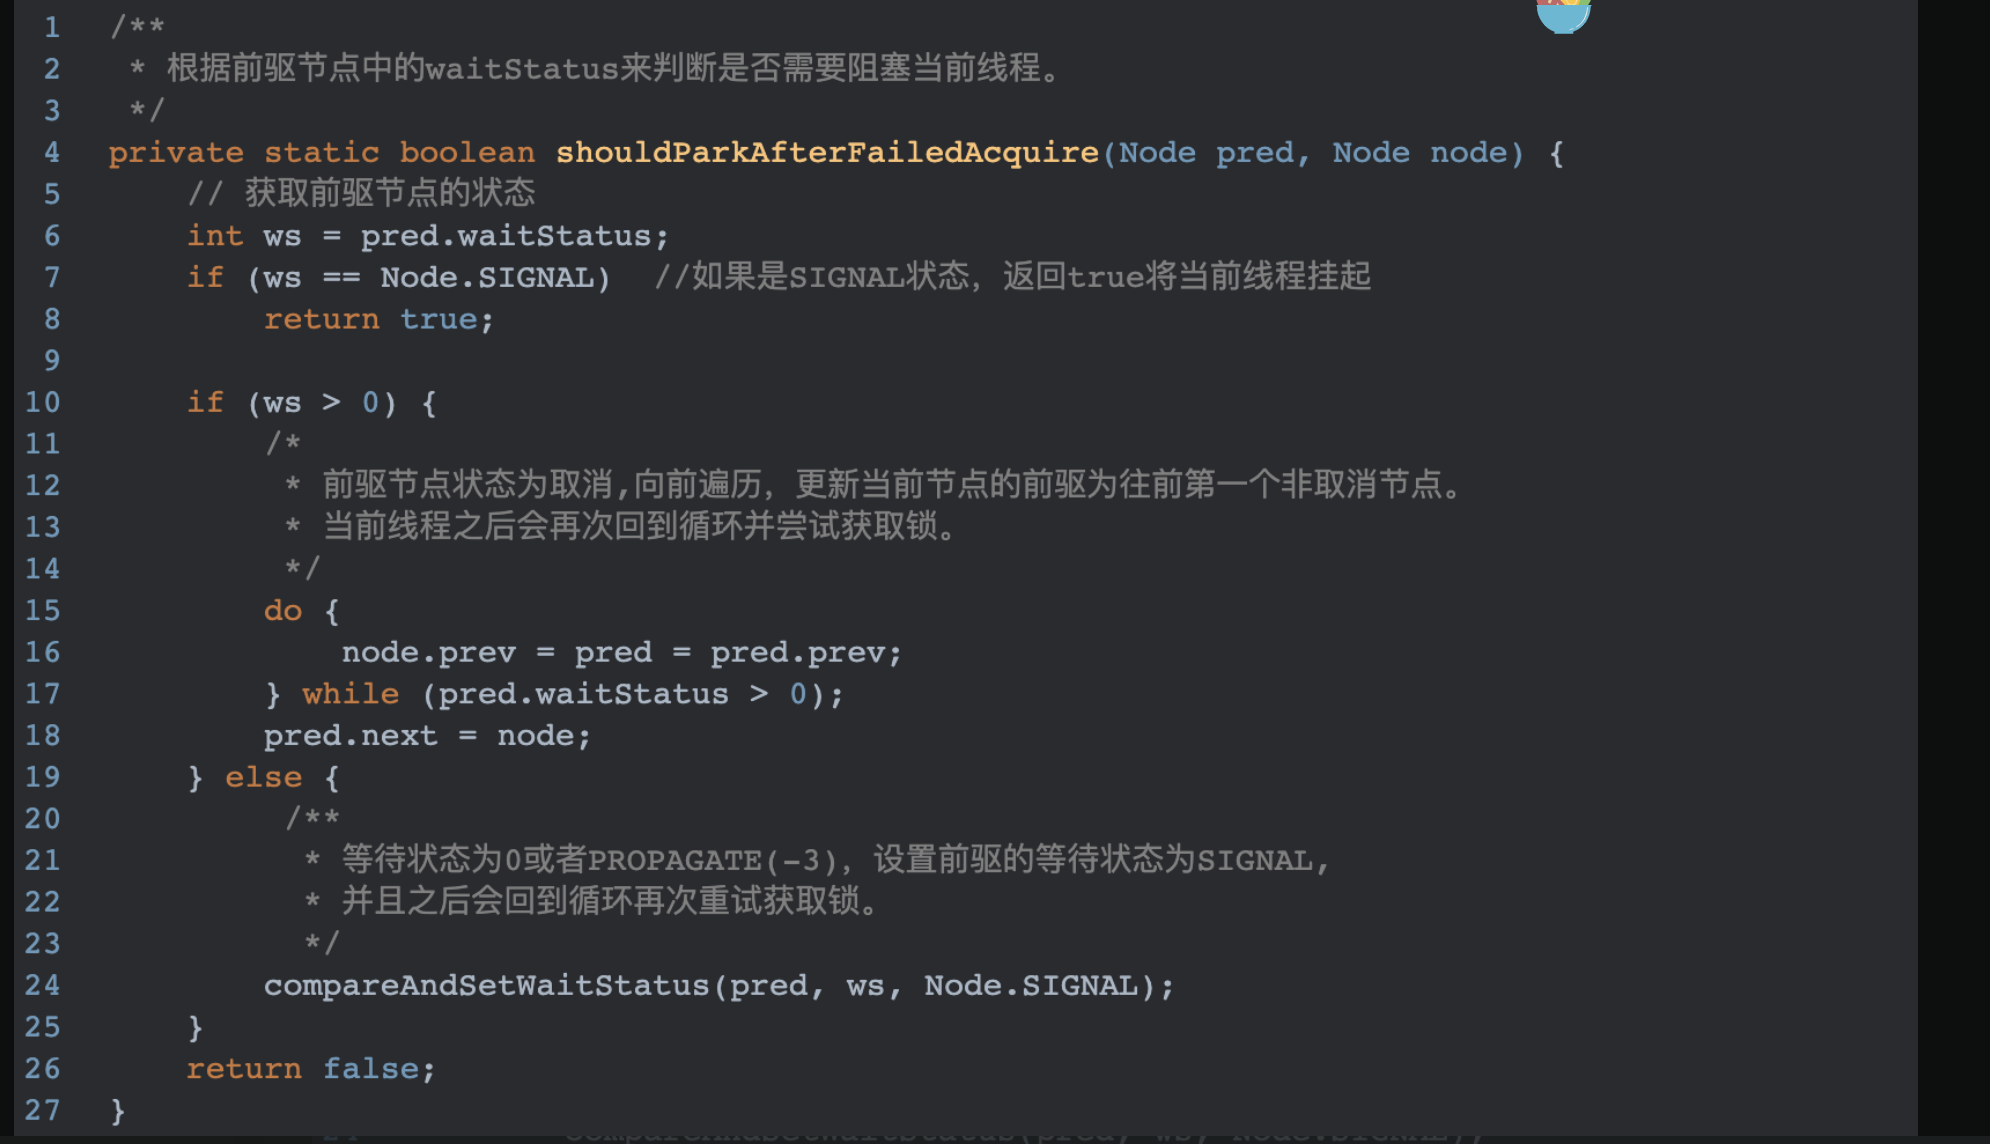 1 /**
2  * 根据前驱节点中的waitStatus来判断是否需要阻塞当前线程。
3  */
4 private static boolean shouldParkAfterFailedAcquire(Node pred, Node node) {
5     // 获取前驱节点的状态
6     int ws = pred.waitStatus;
7     if (ws == Node.SIGNAL)  //如果是SIGNAL状态，返回true将当前线程挂起
8         return true;
9
10     if (ws > 0) {
11         /*
12          * 前驱节点状态为取消,向前遍历，更新当前节点的前驱为往前第一个非取消节点。
13          * 当前线程之后会再次回到循环并尝试获取锁。
14          */
15         do {
16             node.prev = pred = pred.prev;
17         } while (pred.waitStatus > 0);
18         pred.next = node;
19     } else {
20          /**
21           * 等待状态为0或者PROPAGATE(-3)，设置前驱的等待状态为SIGNAL,
22           * 并且之后会回到循环再次重试获取锁。
23           */
24         compareAndSetWaitStatus(pred, ws, Node.SIGNAL);
25     }
26     return false;
27 }